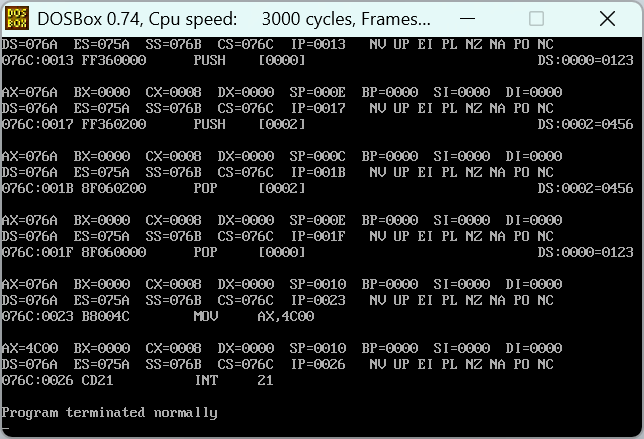 DOS BOX DOSBox 0.74, Cpu speed: 3000 cycles, Frames...
DS=076A ES=075A SS=076B CS=076C IP=0013 NV UP EI PL NZ NA PO NC
076C:0013 FF360000 PUSH [0000] DS:0000=0123
AX=076A BX=0000 CX=0008 DX=0000 SP=000E BP=0000 SI=0000 DI=0000
DS=076A ES=075A SS=076B CS=076C IP=0017 NV UP EI PL NZ NA PO NC
076C:0017 FF360200 PUSH [0002] DS:0002=0456
AX=076A BX=0000 CX=0008 DX=0000 SP=000C BP=0000 SI=0000 DI=0000
DS=076A ES=075A SS=076B CS=076C IP=001B NV UP EI PL NZ NA PO NC
076C:001B 8F060200 POP [0002] DS:0002=0456
AX=076A BX=0000 CX=0008 DX=0000 SP=000E BP=0000 SI=0000 DI=0000
DS=076A ES=075A SS=076B CS=076C IP=001F NV UP EI PL NZ NA PO NC
076C:001F 8F060000 POP [0000] DS:0000=0123
AX=076A BX=0000 CX=0008 DX=0000 SP=0010 BP=0000 SI=0000 DI=0000
DS=076A ES=075A SS=076B CS=076C IP=0023 NV UP EI PL NZ NA PO NC
076C:0023 B8004C MOV AX,4C00
AX=4C00 BX=0000 CX=0008 DX=0000 SP=0010 BP=0000 SI=0000 DI=0000
DS=076A ES=075A SS=076B CS=076C IP=0026 NV UP EI PL NZ NA PO NC
076C:0026 CD21 INT 21
Program terminated normally